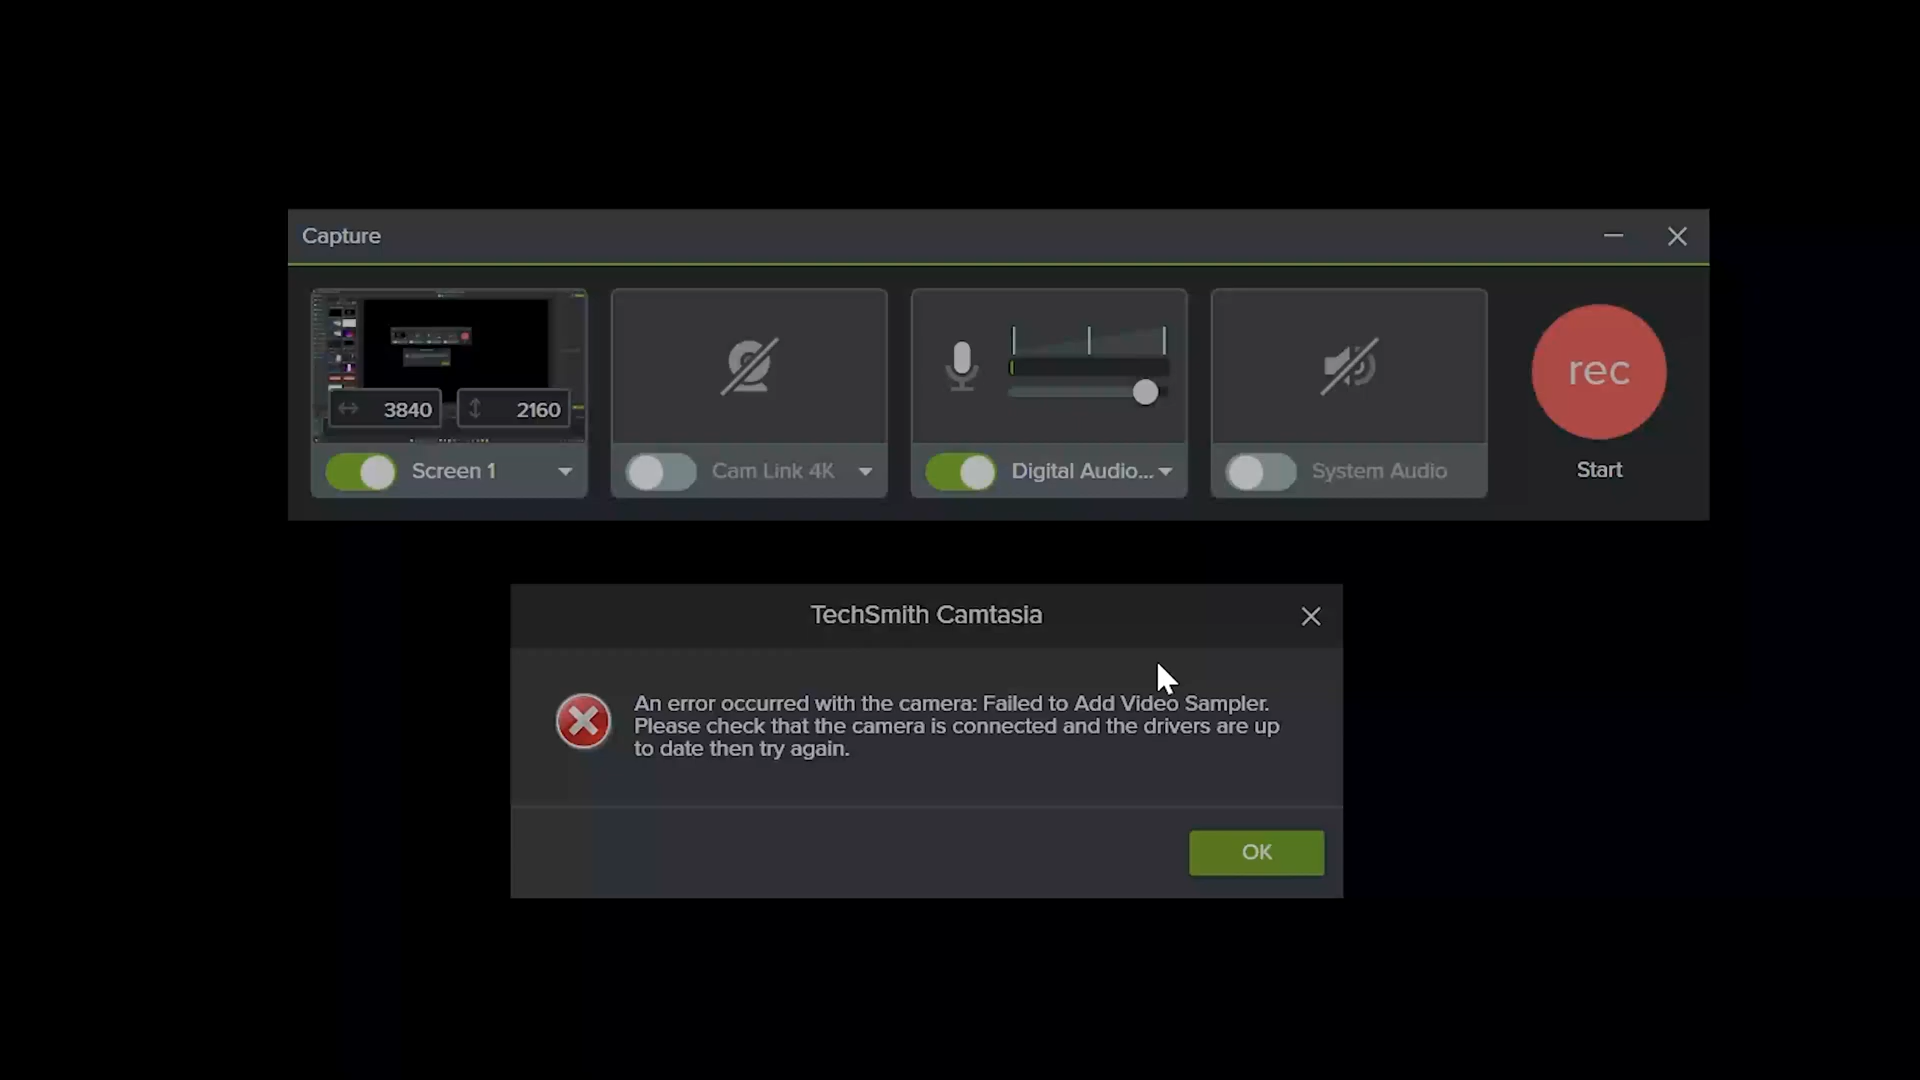 Capture
3840
2160
Screen 1
Cam Link 4K
Digital Audio...
System Audio
rec
Start
TechSmith Camtasia
An error occurred with the camera: Failed to Add Video Sampler.
Please check that the camera is connected and the drivers are up
to date then try again.
OK